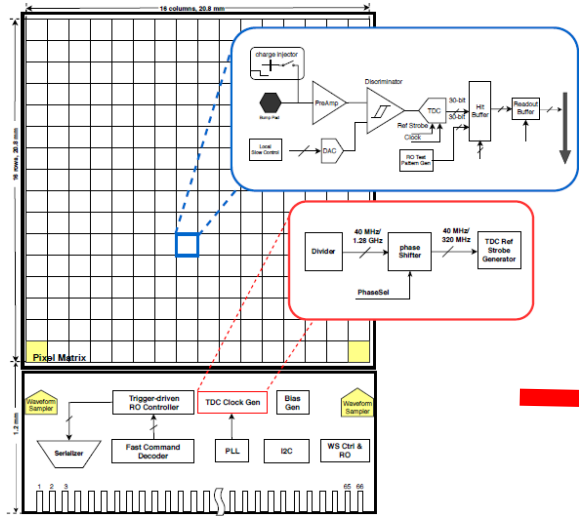 16 columns, 20.8 mm
16 rows, 20.8 mm
charge injector
Bump Pad
PreAmp
Discriminator
TDC
30-bit
30-bit
Ref Strobe
Clock
Hit
Buffer
Readout
Buffer
Local
Slow Control
DAC
RO Test
Pattern Gen
40 MHz/
1.28 GHz
40 MHz/
320 MHz
Divider
phase
Shifter
TDC Ref
Strobe
Generator
PhaseSel
Pixel Matrix
1.2 mm
Waveform
Sampler
Trigger-driven
RO Controller
TDC Clock Gen
Bias
Gen
Waveform
Sampler
Serializer
Fast Command
Decoder
PLL
I2C
WS Ctrl &
RO
1 2 3 65 66